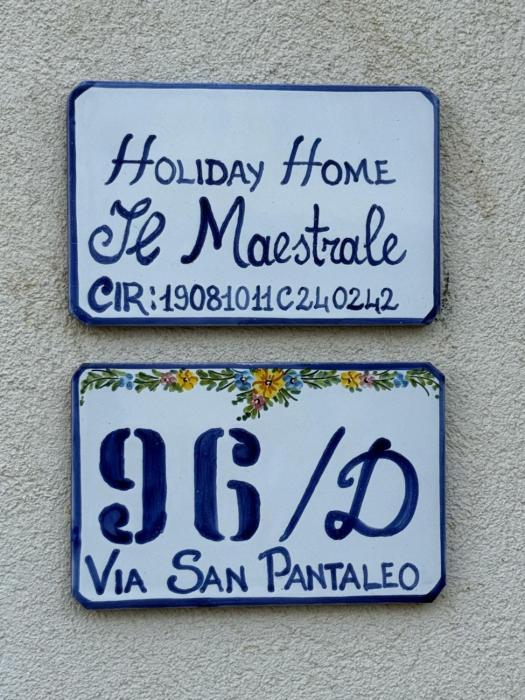 Holiday Home
Il Maestrale
CIR: 19081011C240242
96/D
Via San Pantaleo